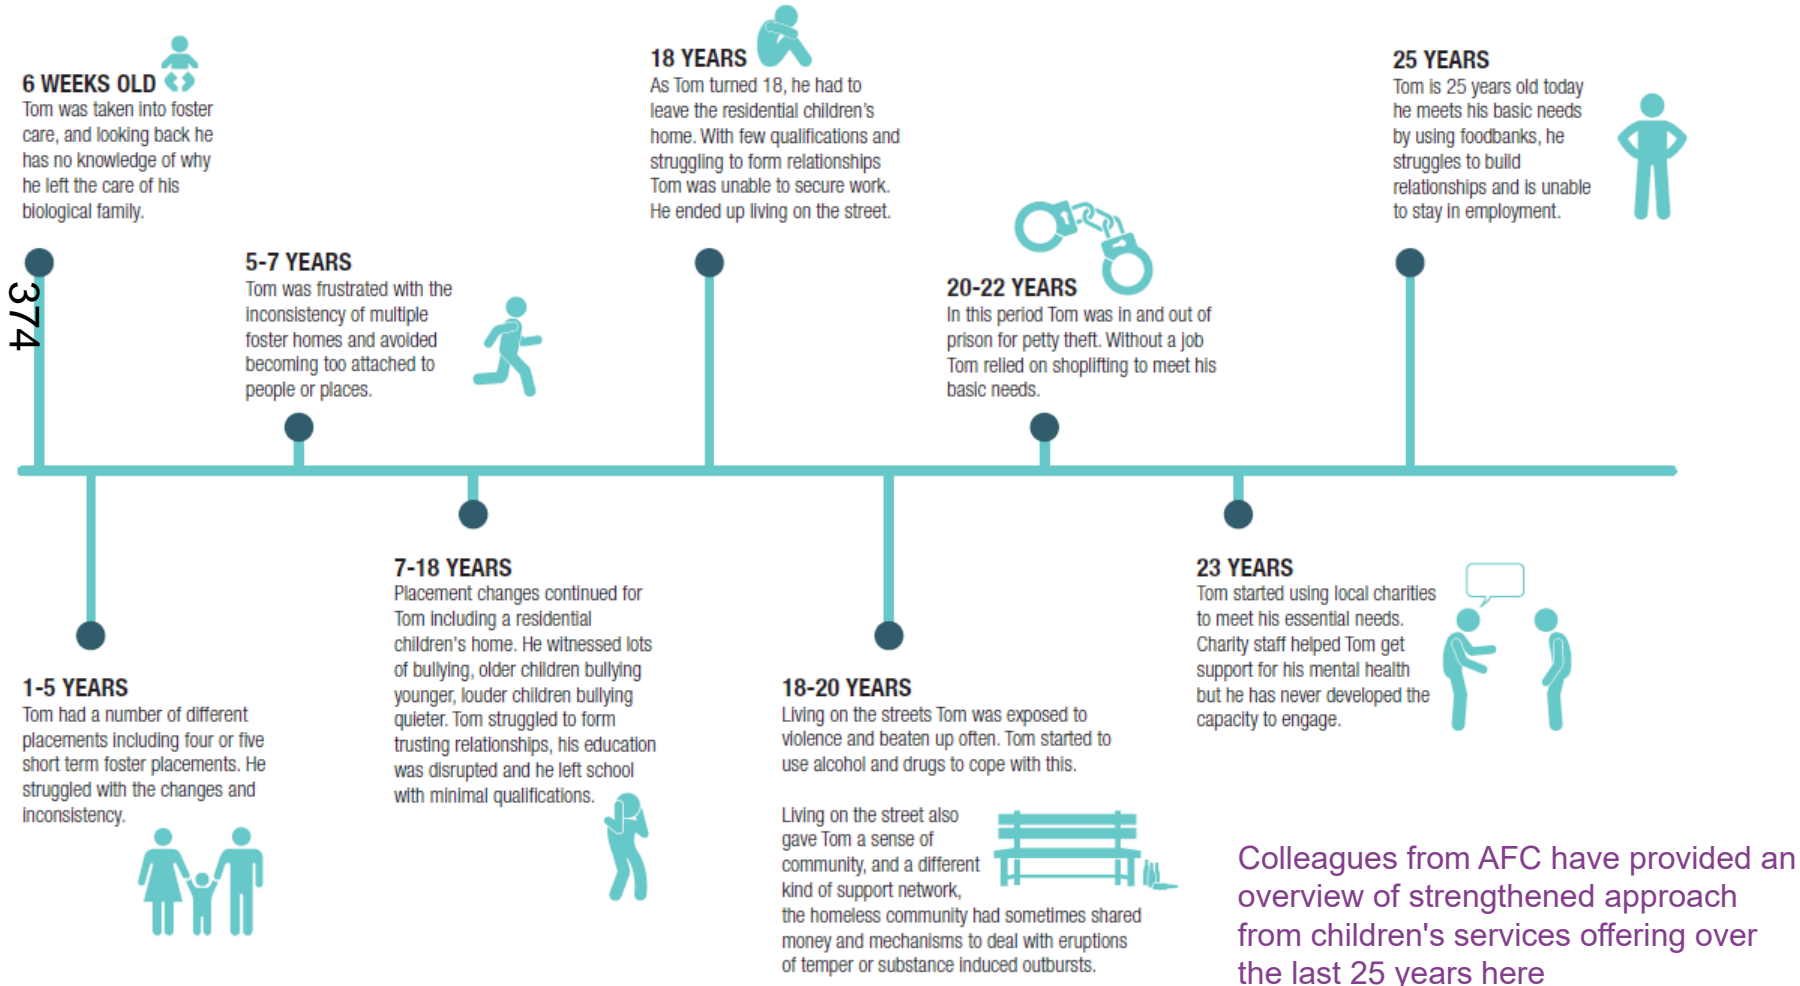 6 WEEKS OLD
Tom was taken into foster
care, and looking back he
has no knowledge of why
he left the care of his
biological family.
374
1-5 YEARS
Tom had a number of different
placements including four or five
short term foster placements. He
struggled with the changes and
inconsistency.
5-7 YEARS
Tom was frustrated with the
inconsistency of multiple
foster homes and avoided
becoming too attached to
people or places.
7-18 YEARS
Placement changes continued for
Tom including a residential
children's home. He witnessed lots
of bullying, older children bullying
younger, louder children bullying
quieter. Tom struggled to form
trusting relationships, his education
was disrupted and he left school
with minimal qualifications.
18 YEARS
As Tom turned 18, he had to
leave the residential children's
home. With few qualifications and
struggling to form relationships
Tom was unable to secure work.
He ended up living on the street.
18-20 YEARS
Living on the streets Tom was exposed to
violence and beaten up often. Tom started to
use alcohol and drugs to cope with this.
Living on the street also
gave Tom a sense of
community, and a different
kind of support network,
the homeless community had sometimes shared
money and mechanisms to deal with eruptions
of temper or substance induced outbursts.
20-22 YEARS
In this period Tom was in and out of
prison for petty theft. Without a job
Tom relied on shoplifting to meet his
basic needs.
23 YEARS
Tom started using local charities
to meet his essential needs.
Charity staff helped Tom get
support for his mental health
but he has never developed the
capacity to engage.
25 YEARS
Tom is 25 years old today
he meets his basic needs
by using foodbanks, he
struggles to build
relationships and is unable
to stay in employment.
Colleagues from AFC have provided an
overview of strengthened approach
from children's services offering over
the last 25 years here